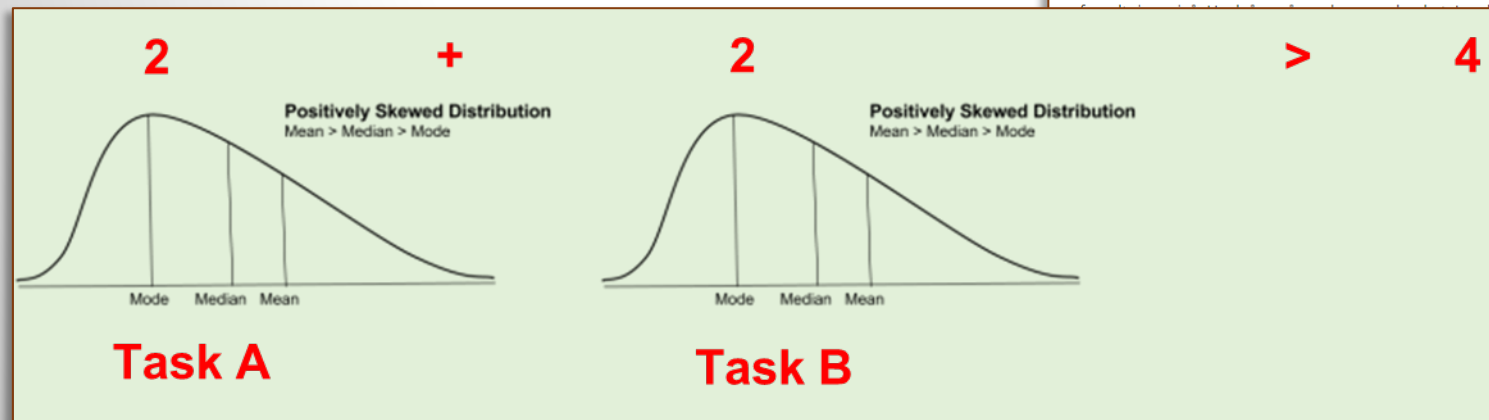 2 + 2 > 4
Positively Skewed Distribution
Mean > Median > Mode
Mode Median Mean
Task A
Positively Skewed Distribution
Mean > Median > Mode
Mode Median Mean
Task B